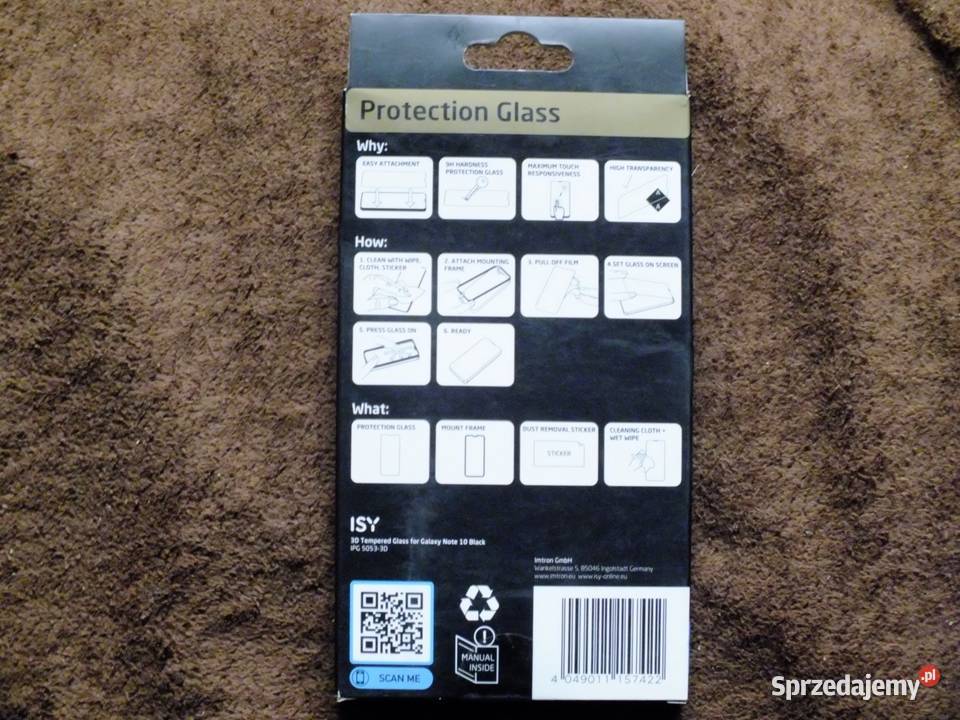 Protection Glass
Why:
EASY ATTACHMENT
9H HARDNESS
PROTECTION GLASS
MAXIMUM TOUCH
RESPONSIVENESS
HIGH TRANSPARENCY
How:
1. CLEAN WITH WIPE,
CLOTH, STICKER
2. ATTACH MOUNTING
FRAME
3. PULL OFF FILM
4 SET GLASS ON SCREEN
5. PRESS GLASS ON
6. READY
What:
PROTECTION GLASS
MOUNT FRAME
DUST REMOVAL STICKER
STICKER
CLEANING CLOTH +
WET WIPE
ISY
3D Tempered Glass for Galaxy Note 10 Black
IPG 5053-3D
Imtron GmbH
Wankelstrasse 5, 85046 Ingolstadt Germany
www.imtron.eu www.isy-online.eu
SCAN ME
MANUAL
INSIDE
4 049011 157422
Sprzedajemy.pl